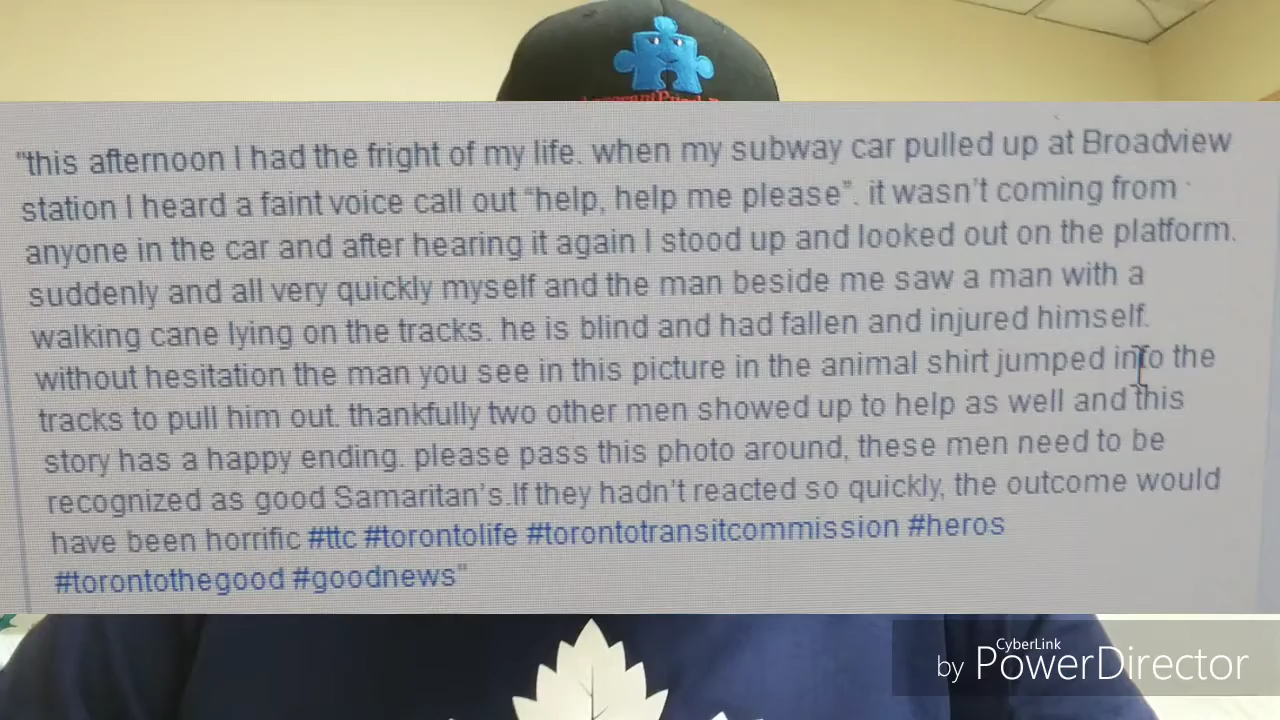 "this afternoon I had the fright of my life. when my subway car pulled up at Broadview
station I heard a faint voice call out "help, help me please". it wasn't coming from
anyone in the car and after hearing it again I stood up and looked out on the platform.
suddenly and all very quickly myself and the man beside me saw a man with a
walking cane lying on the tracks. he is blind and had fallen and injured himself.
without hesitation the man you see in this picture in the animal shirt jumped into the
tracks to pull him out. thankfully two other men showed up to help as well and this
story has a happy ending. please pass this photo around, these men need to be
recognized as good Samaritan's.If they hadn't reacted so quickly, the outcome would
have been horrific #ttc #torontolife #torontotransitcommission #heros
#torontothegood #goodnews"
CyberLink
by PowerDirector